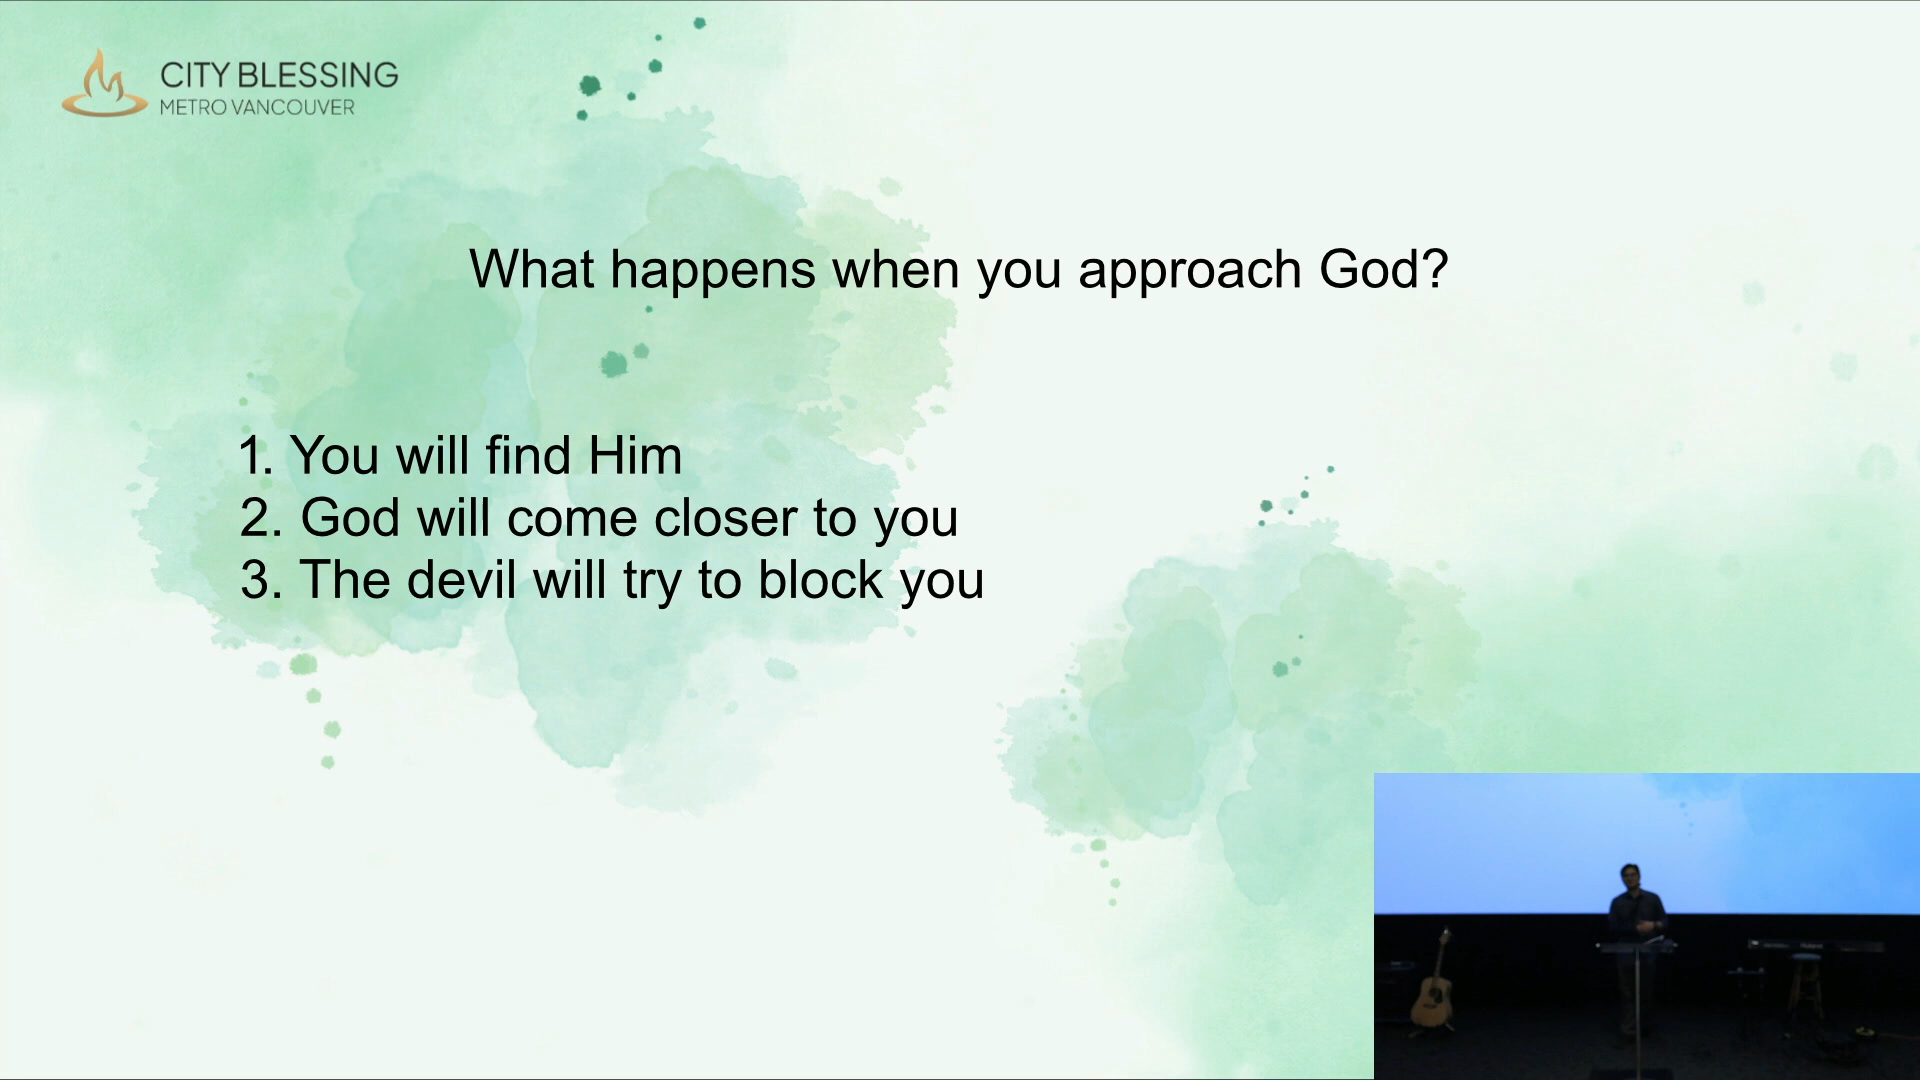 CITY BLESSING
METRO VANCOUVER
What happens when you approach God?
1. You will find Him
2. God will come closer to you
3. The devil will try to block you